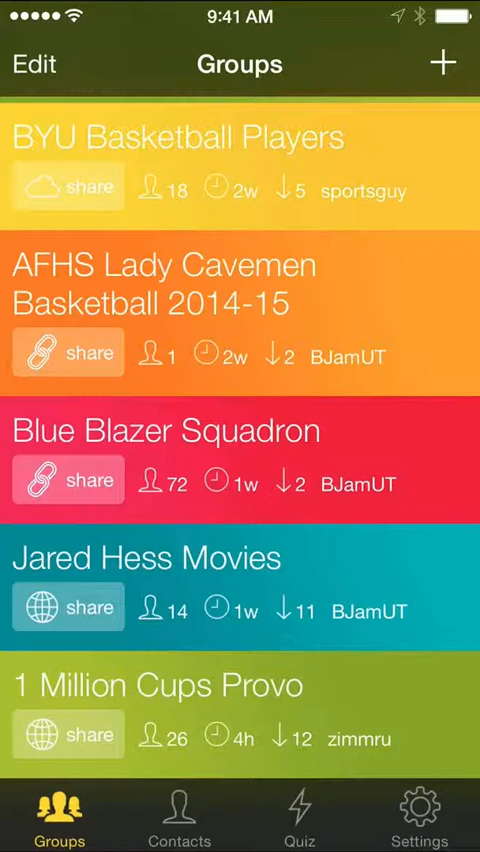 9:41 AM
Edit Groups +
BYU Basketball Players
share 18 2w 5 sportsguy
AFHS Lady Cavemen
Basketball 2014-15
share 1 2w 2 BJamUT
Blue Blazer Squadron
share 72 1w 2 BJamUT
Jared Hess Movies
share 14 1w 11 BJamUT
1 Million Cups Provo
share 26 4h 12 zimmru
Groups Contacts Quiz Settings